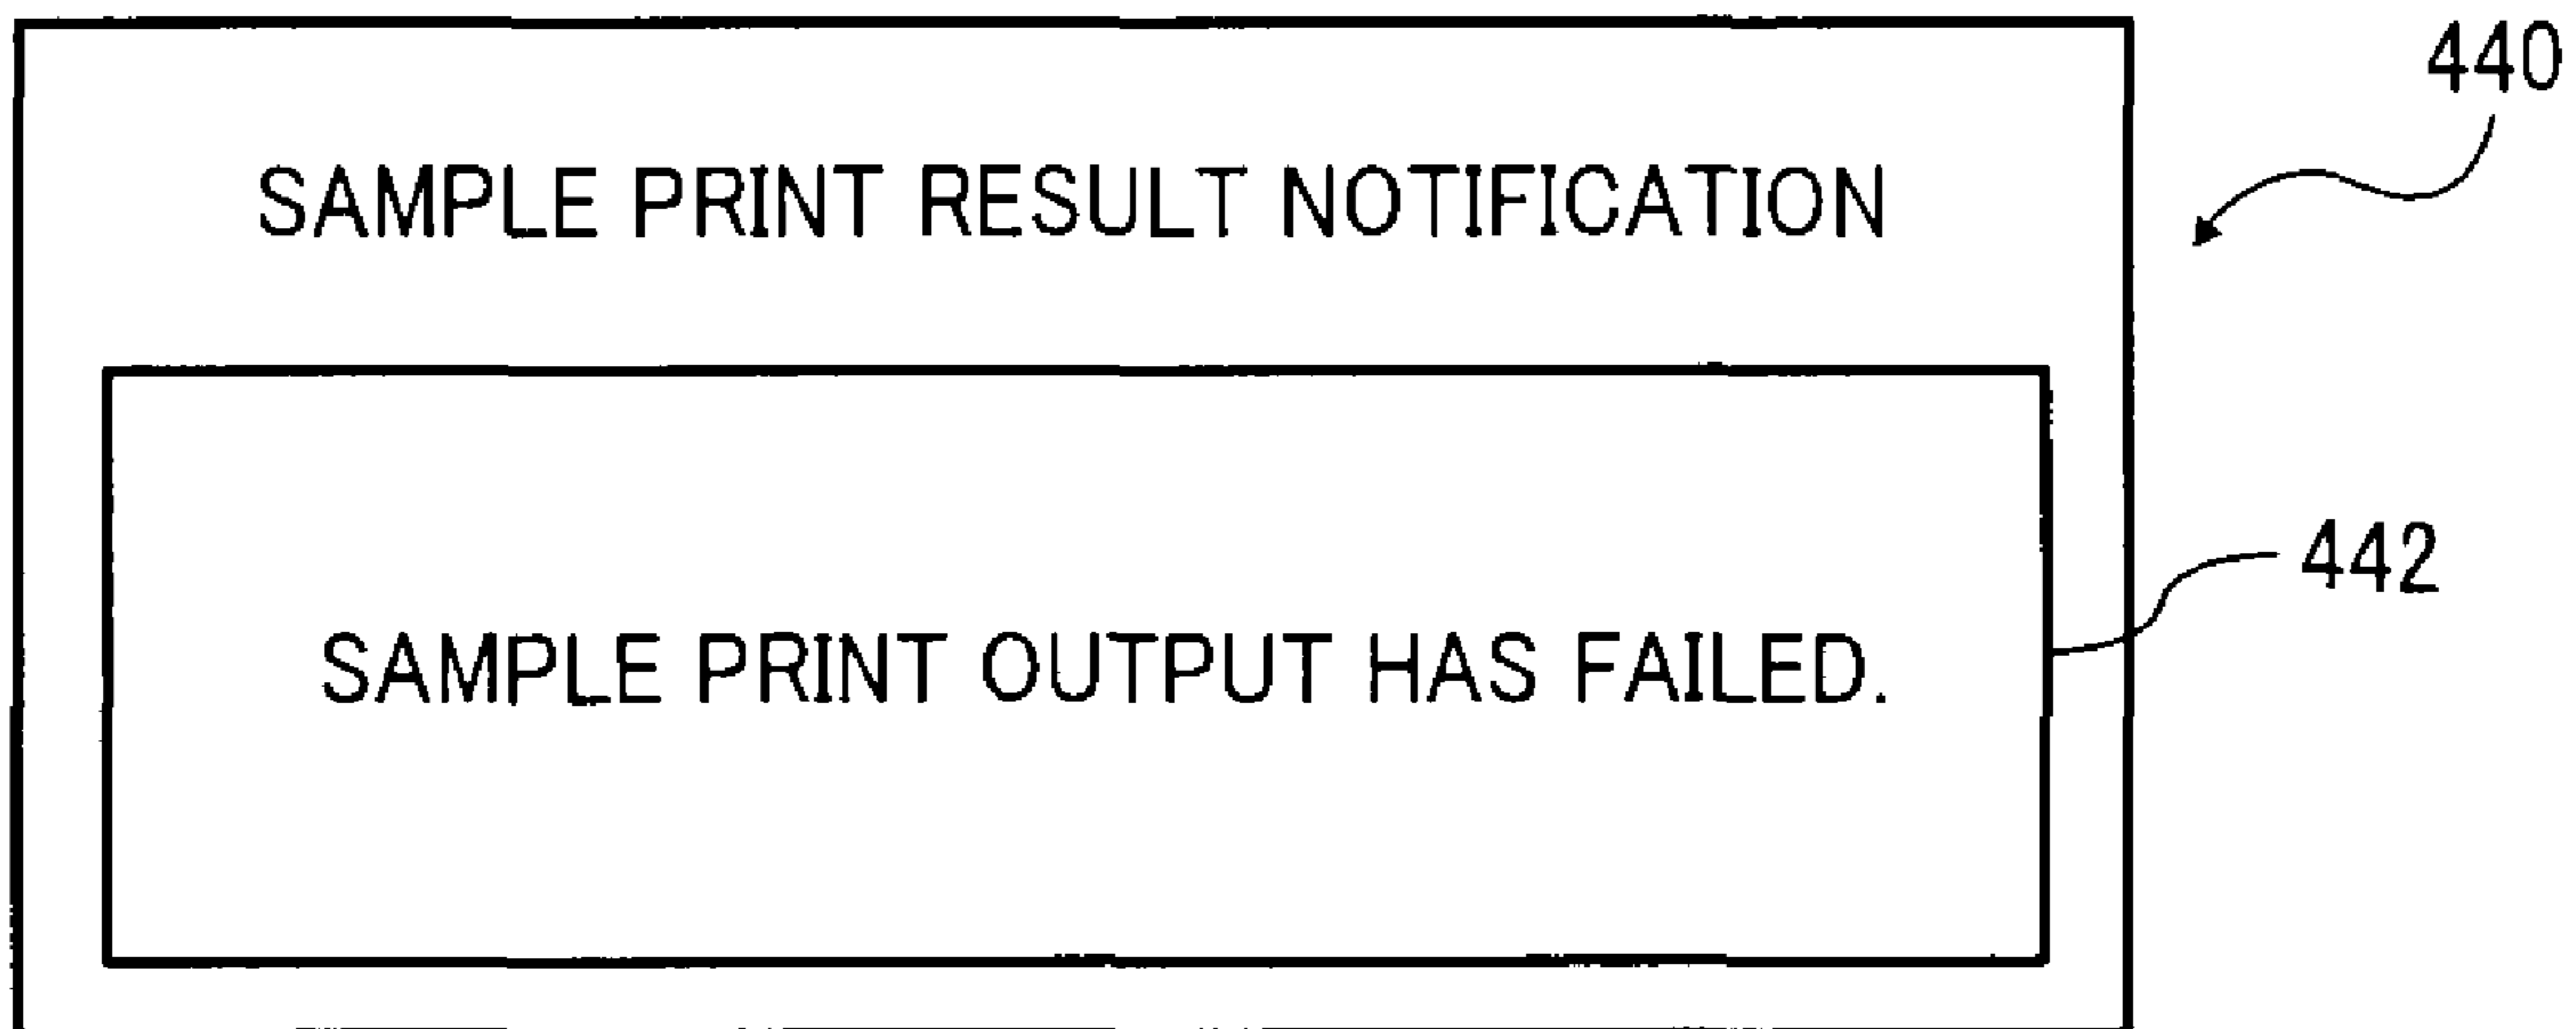 440
SAMPLE PRINT RESULT NOTIFICATION
442
SAMPLE PRINT OUTPUT HAS FAILED.